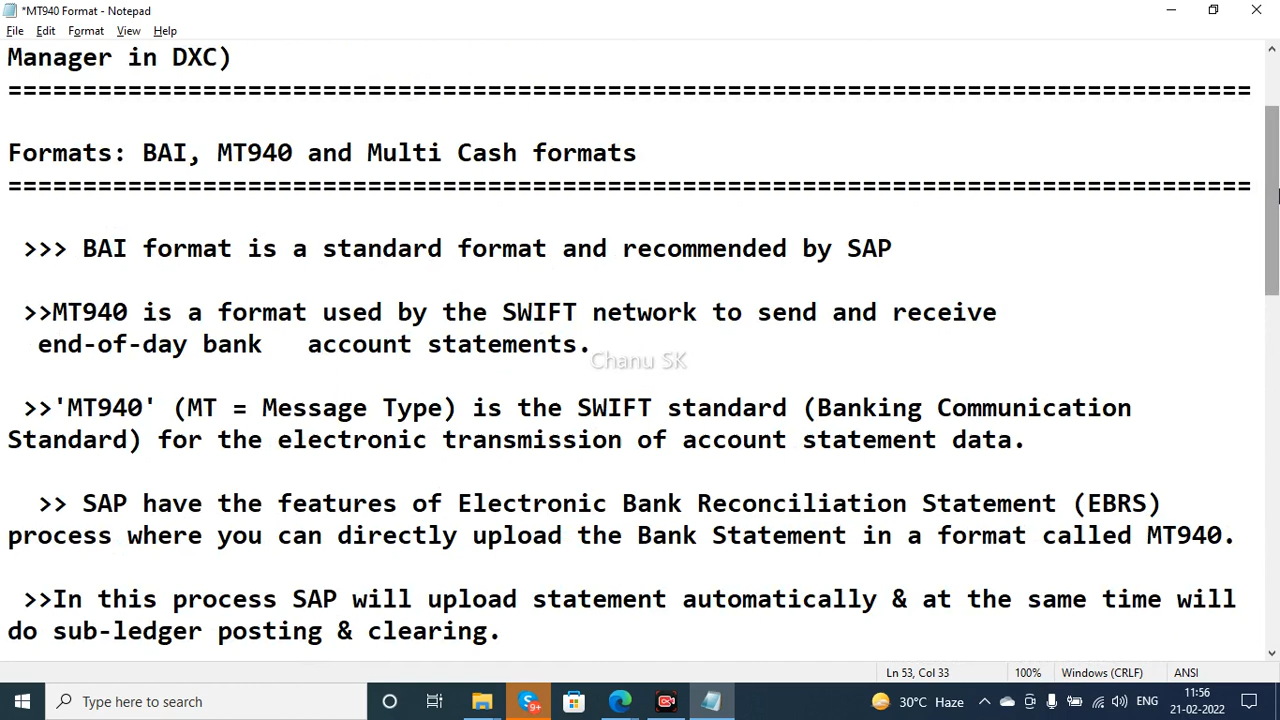 *MT940 Format - Notepad
File Edit Format View Help
Manager in DXC)
===================================================================================
Formats: BAI, MT940 and Multi Cash formats
===================================================================================
>>> BAI format is a standard format and recommended by SAP
>>MT940 is a format used by the SWIFT network to send and receive
end-of-day bank   account statements.
Chanu SK
>>'MT940' (MT = Message Type) is the SWIFT standard (Banking Communication
Standard) for the electronic transmission of account statement data.
>> SAP have the features of Electronic Bank Reconciliation Statement (EBRS)
process where you can directly upload the Bank Statement in a format called MT940.
>>In this process SAP will upload statement automatically & at the same time will
do sub-ledger posting & clearing.
Ln 53, Col 33 100% Windows (CRLF) ANSI
Type here to search 9+ 30°C Haze ENG 11:56
21-02-2022